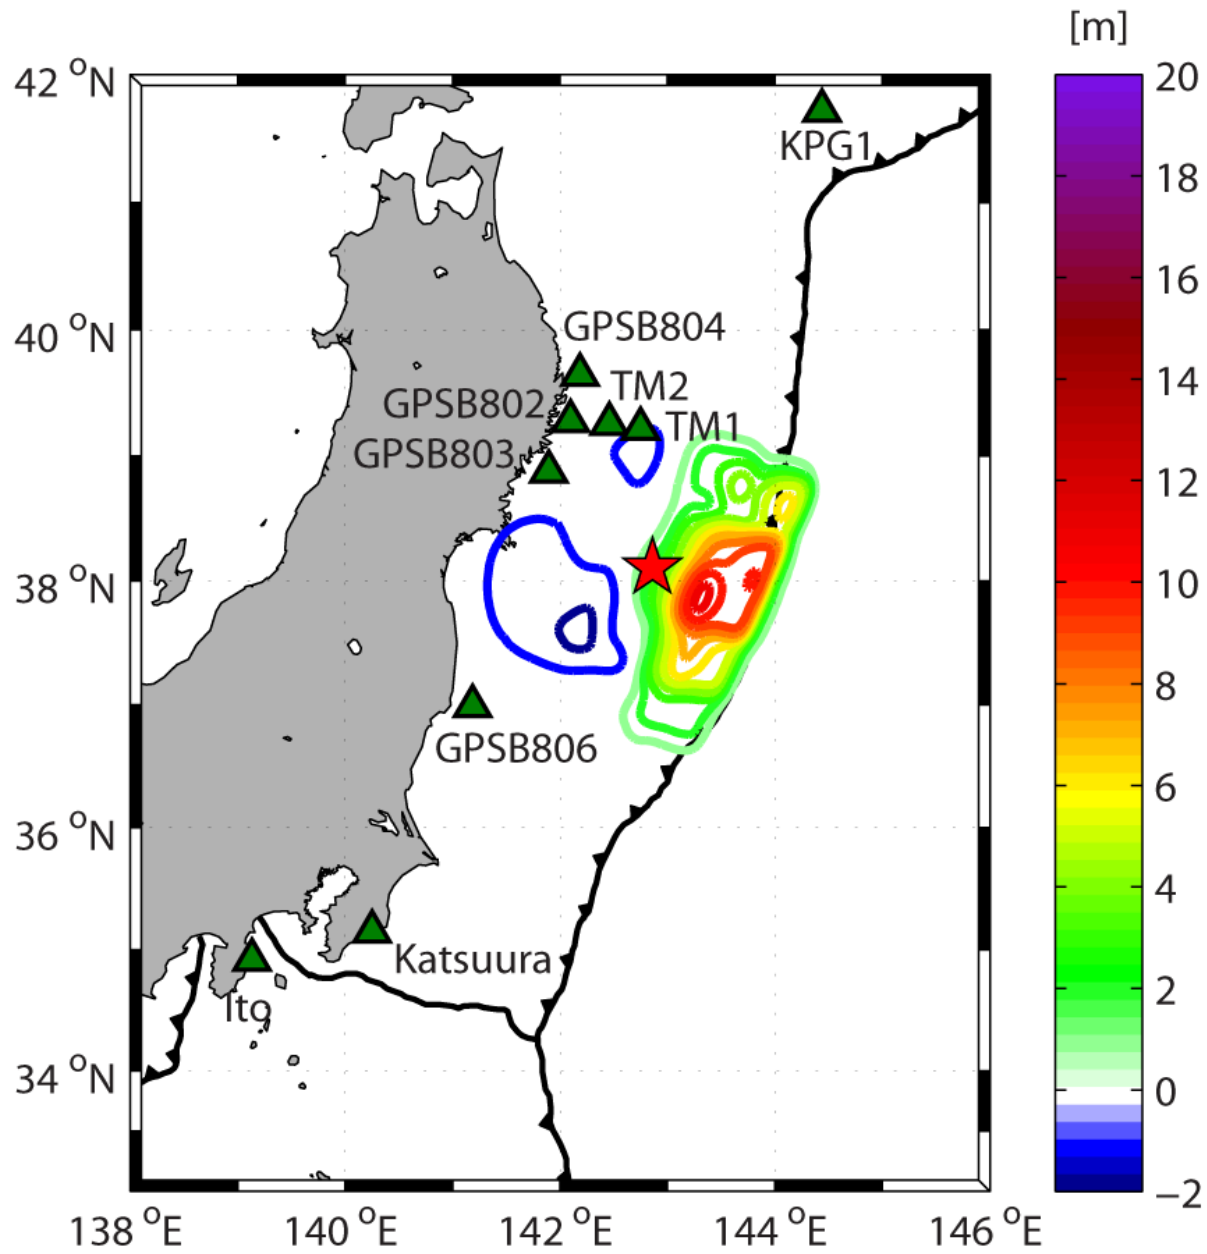 [m]
42 °N
40 °N
38 °N
36 °N
34 °N
138 °E
140 °E
142 °E
144 °E
146 °E
KPG1
GPSB804
TM2
GPSB802
TM1
GPSB803
GPSB806
Katsuura
Ito
20
18
16
14
12
10
8
6
4
2
0
−2